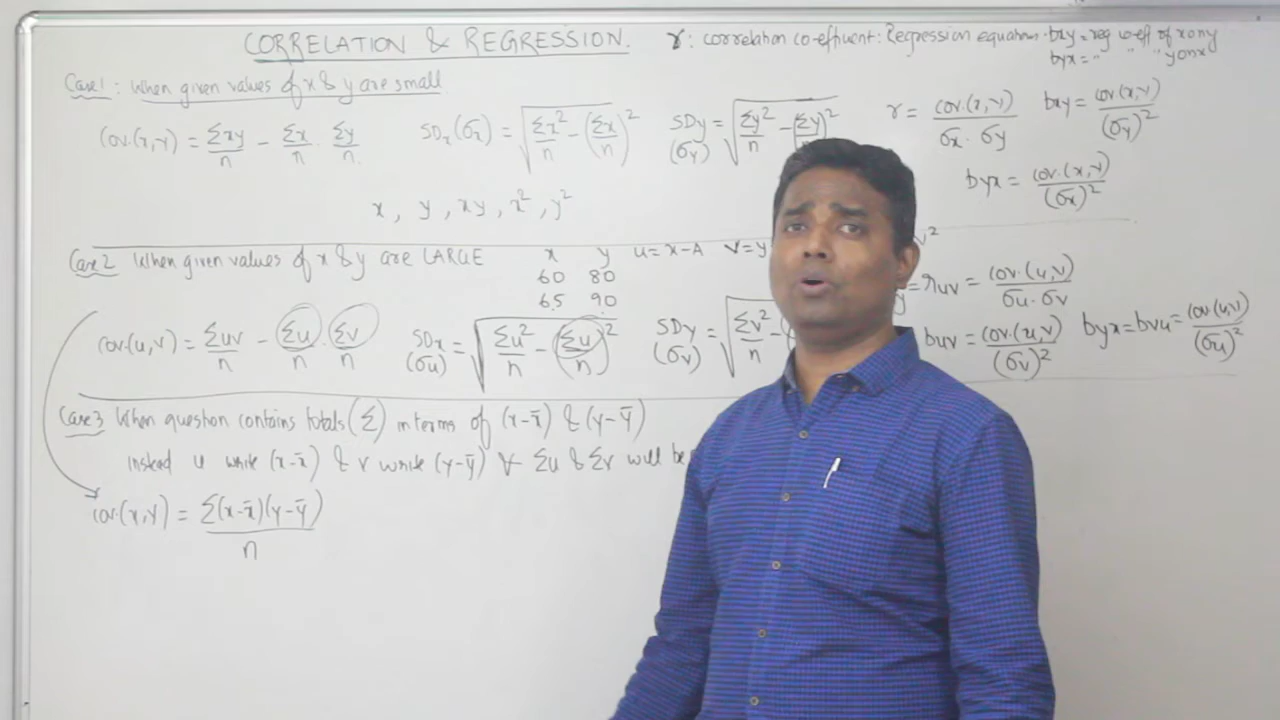 CORRELATION & REGRESSION. r: correlation co-efficient: Regression equations. bxy = reg co-eff of x on y
byx = " " " y on x
Case1: When given values of x & y are small
Cov.(x,y) = Σxy/n - Σx/n . Σy/n SDx(σx) = √(Σx²/n - (Σx/n)²) SDy (σy) = √(Σy²/n - (Σy/n)²) r = cov.(x,y)/σx.σy bxy = cov.(x,y)/(σy)²
byx = cov.(x,y)/(σx)²
x, y, xy, x², y²
Case2 When given values of x & y are LARGE x y u=x-A v=y v²
60 80
65 90
= ruv = cov.(u,v)/σu.σv
cov.(u,v) = Σuv/n - Σu/n . Σv/n SDx (σu) = √(Σu²/n - (Σu/n)²) SDy (σv) = √(Σv²/n - buv = cov.(u,v)/(σv)² byx = bvu = cov.(u,v)/(σu)²
Case3 When question contains totals (Σ) in terms of (x-x̄) & (y-ȳ)
Instead u write (x-x̄) & v write (y-ȳ) & Σu & Σv will be
cov.(x,y) = Σ(x-x̄)(y-ȳ)/n